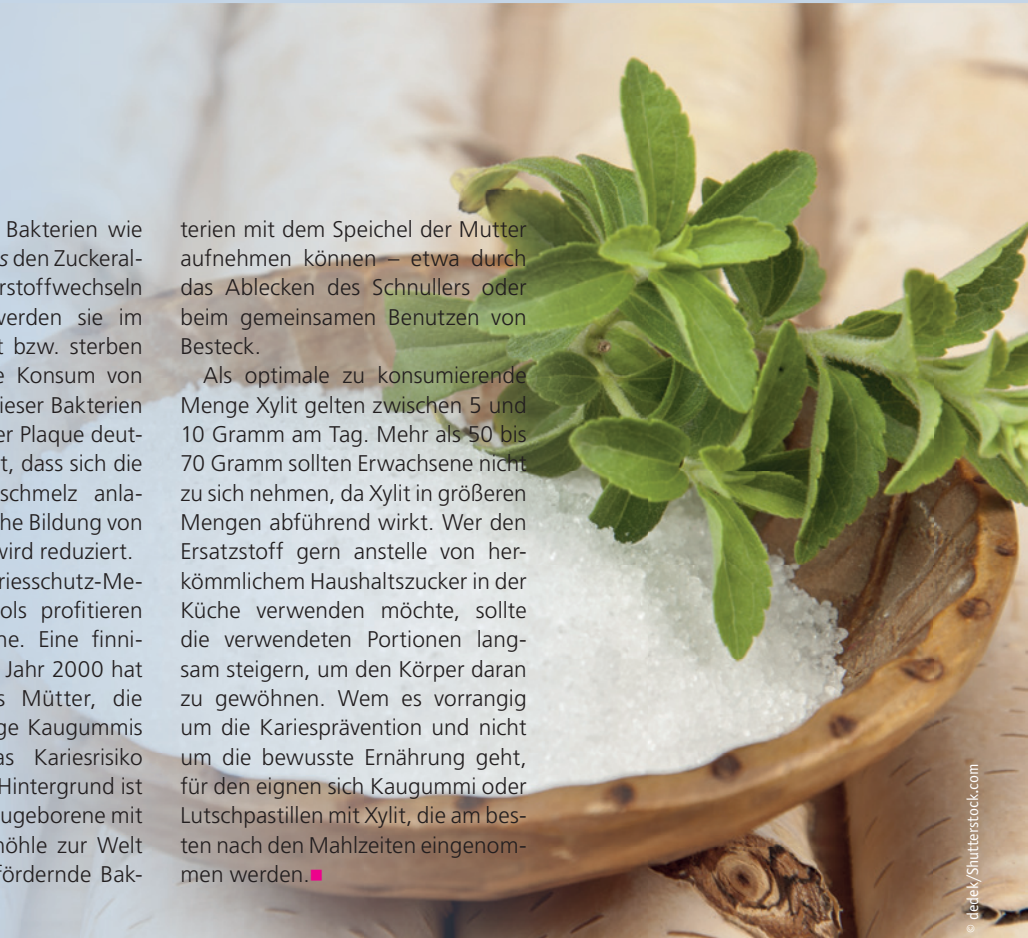 Bakterien wie
s den Zuckeral-
rstoffwechseln
werden sie im
t bzw. sterben
e Konsum von
ieser Bakterien
er Plaque deut-
t, dass sich die
schmelz anla-
che Bildung von
wird reduziert.
riesschutz-Me-
ols profitieren
ne. Eine finni-
Jahr 2000 hat
s Mütter, die
ge Kaugummis
as Kariesrisiko
Hintergrund ist
ugeborene mit
höhle zur Welt
fördernde Bak-
terien mit dem Speichel der Mutter
aufnehmen können – etwa durch
das Ablecken des Schnullers oder
beim gemeinsamen Benutzen von
Besteck.
Als optimale zu konsumierende
Menge Xylit gelten zwischen 5 und
10 Gramm am Tag. Mehr als 50 bis
70 Gramm sollten Erwachsene nicht
zu sich nehmen, da Xylit in größeren
Mengen abführend wirkt. Wer den
Ersatzstoff gern anstelle von her-
kömmlichem Haushaltszucker in der
Küche verwenden möchte, sollte
die verwendeten Portionen lang-
sam steigern, um den Körper daran
zu gewöhnen. Wem es vorrangig
um die Kariesprävention und nicht
um die bewusste Ernährung geht,
für den eignen sich Kaugummi oder
Lutschpastillen mit Xylit, die am bes-
ten nach den Mahlzeiten eingenom-
men werden.
© dedek/Shutterstock.com